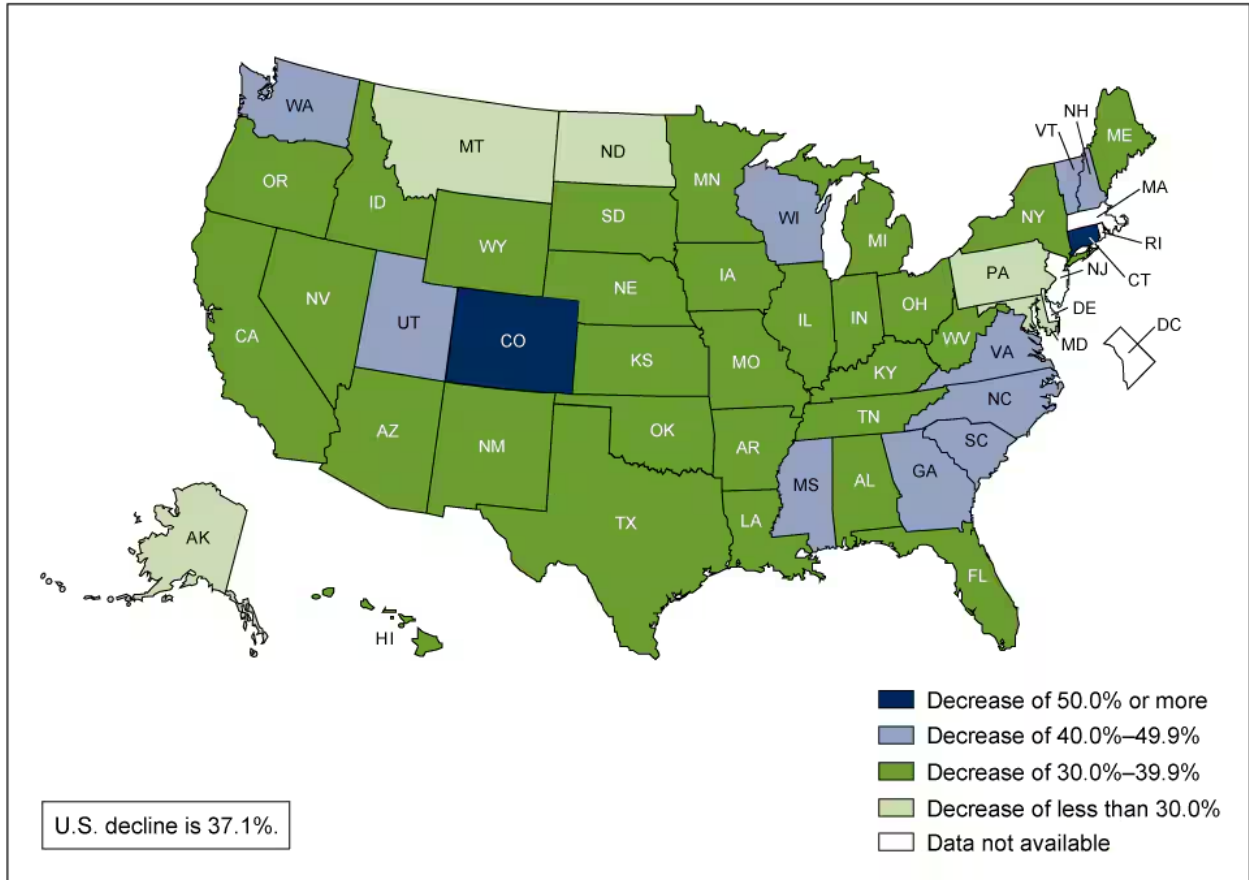 WA
MT
ND
MN
OR
ID
SD
WI
WY
MI
NH
VT
ME
NY
MA
RI
CT
NJ
PA
DE
MD
DC
NV
UT
CO
NE
IA
IL
IN
OH
WV
VA
CA
KS
MO
KY
NC
TN
SC
AZ
NM
OK
AR
MS
AL
GA
TX
LA
FL
AK
HI
Decrease of 50.0% or more
Decrease of 40.0%–49.9%
Decrease of 30.0%–39.9%
Decrease of less than 30.0%
Data not available
U.S. decline is 37.1%.